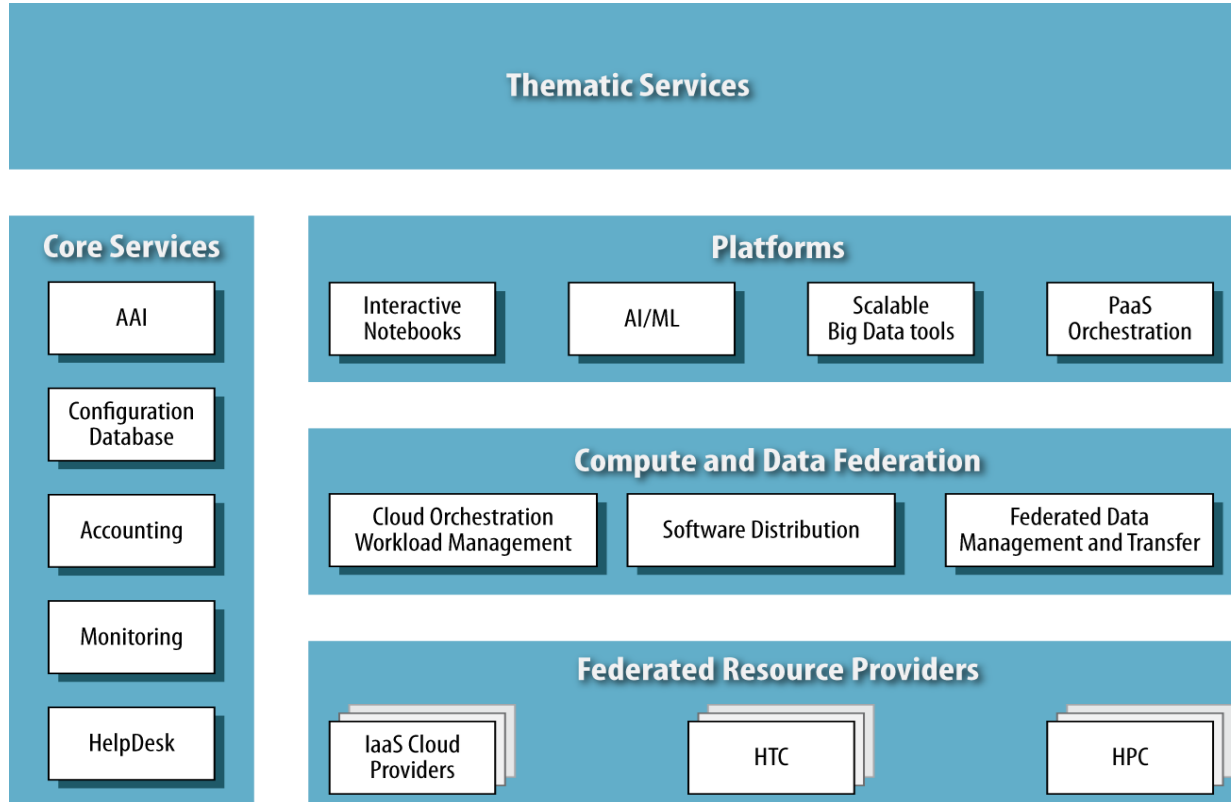 Thematic Services
Core Services
AAI
Configuration
Database
Accounting
Monitoring
HelpDesk
Platforms
Interactive
Notebooks
AI/ML
Scalable
Big Data tools
PaaS
Orchestration
Compute and Data Federation
Cloud Orchestration
Workload Management
Software Distribution
Federated Data
Management and Transfer
Federated Resource Providers
IaaS Cloud
Providers
HTC
HPC